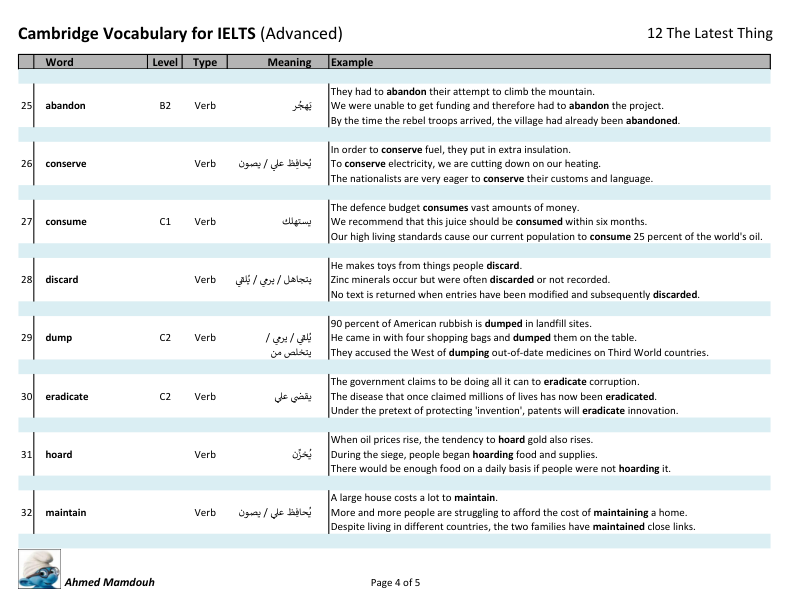 Cambridge Vocabulary for IELTS (Advanced) 12 The Latest Thing
Word Level Type Meaning Example
They had to abandon their attempt to climb the mountain.
25 abandon B2 Verb يَهجُر We were unable to get funding and therefore had to abandon the project.
By the time the rebel troops arrived, the village had already been abandoned.
In order to conserve fuel, they put in extra insulation.
26 conserve Verb يُحافِظ علي / يصون To conserve electricity, we are cutting down on our heating.
The nationalists are very eager to conserve their customs and language.
The defence budget consumes vast amounts of money.
27 consume C1 Verb يستهلك We recommend that this juice should be consumed within six months.
Our high living standards cause our current population to consume 25 percent of the world's oil.
He makes toys from things people discard.
28 discard Verb يتجاهل / يرمي / يُلقي Zinc minerals occur but were often discarded or not recorded.
No text is returned when entries have been modified and subsequently discarded.
90 percent of American rubbish is dumped in landfill sites.
29 dump C2 Verb يُلقي / يرمي / He came in with four shopping bags and dumped them on the table.
يتخلص من They accused the West of dumping out-of-date medicines on Third World countries.
The government claims to be doing all it can to eradicate corruption.
30 eradicate C2 Verb يقضي علي The disease that once claimed millions of lives has now been eradicated.
Under the pretext of protecting 'invention', patents will eradicate innovation.
When oil prices rise, the tendency to hoard gold also rises.
31 hoard Verb يُخزِّن During the siege, people began hoarding food and supplies.
There would be enough food on a daily basis if people were not hoarding it.
A large house costs a lot to maintain.
32 maintain Verb يُحافِظ علي / يصون More and more people are struggling to afford the cost of maintaining a home.
Despite living in different countries, the two families have maintained close links.
Ahmed Mamdouh Page 4 of 5